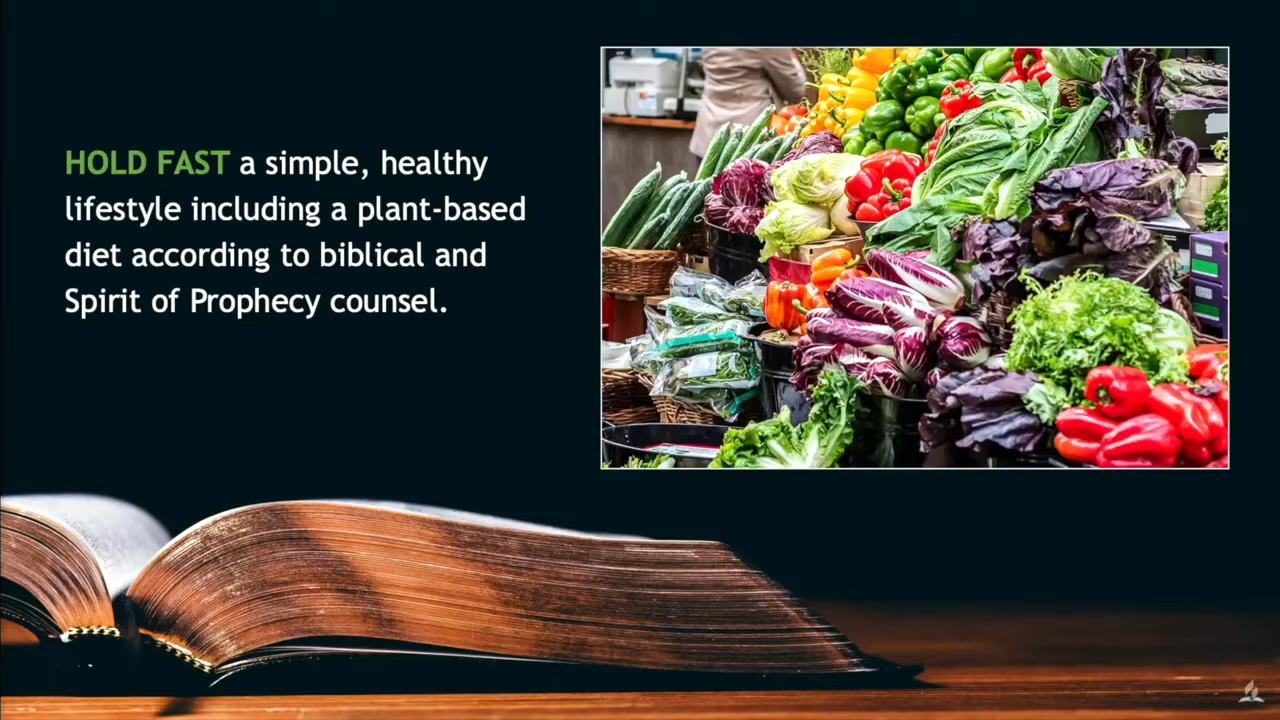 HOLD FAST a simple, healthy
lifestyle including a plant-based
diet according to biblical and
Spirit of Prophecy counsel.